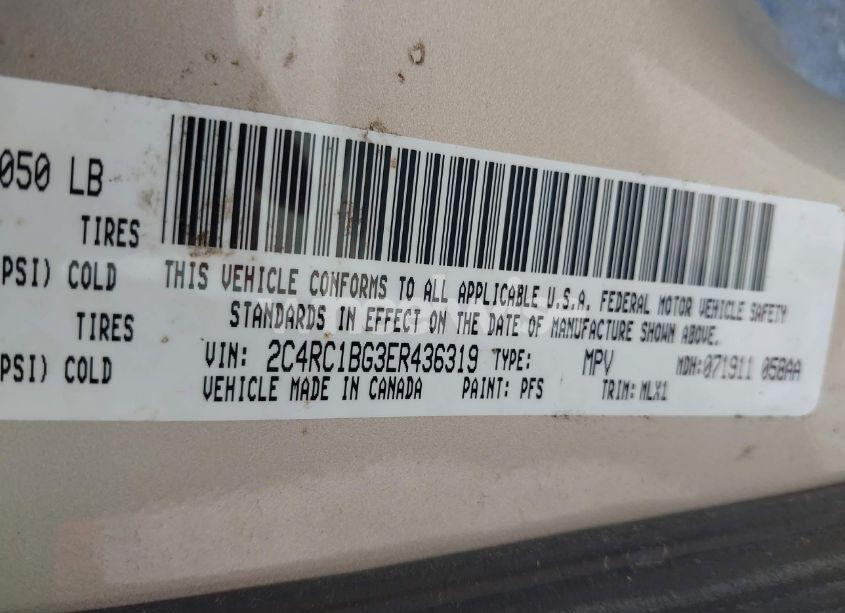 050 LB
TIRES
PSI) COLD
TIRES
PSI) COLD
THIS VEHICLE CONFORMS TO ALL APPLICABLE U.S.A. FEDERAL MOTOR VEHICLE SAFETY
STANDARDS IN EFFECT ON THE DATE OF MANUFACTURE SHOWN ABOVE.
VIN: 2C4RC1BG3ER436319 TYPE: MPV MDH:071911 058AA
VEHICLE MADE IN CANADA PAINT: PFS TRIM: MLX1